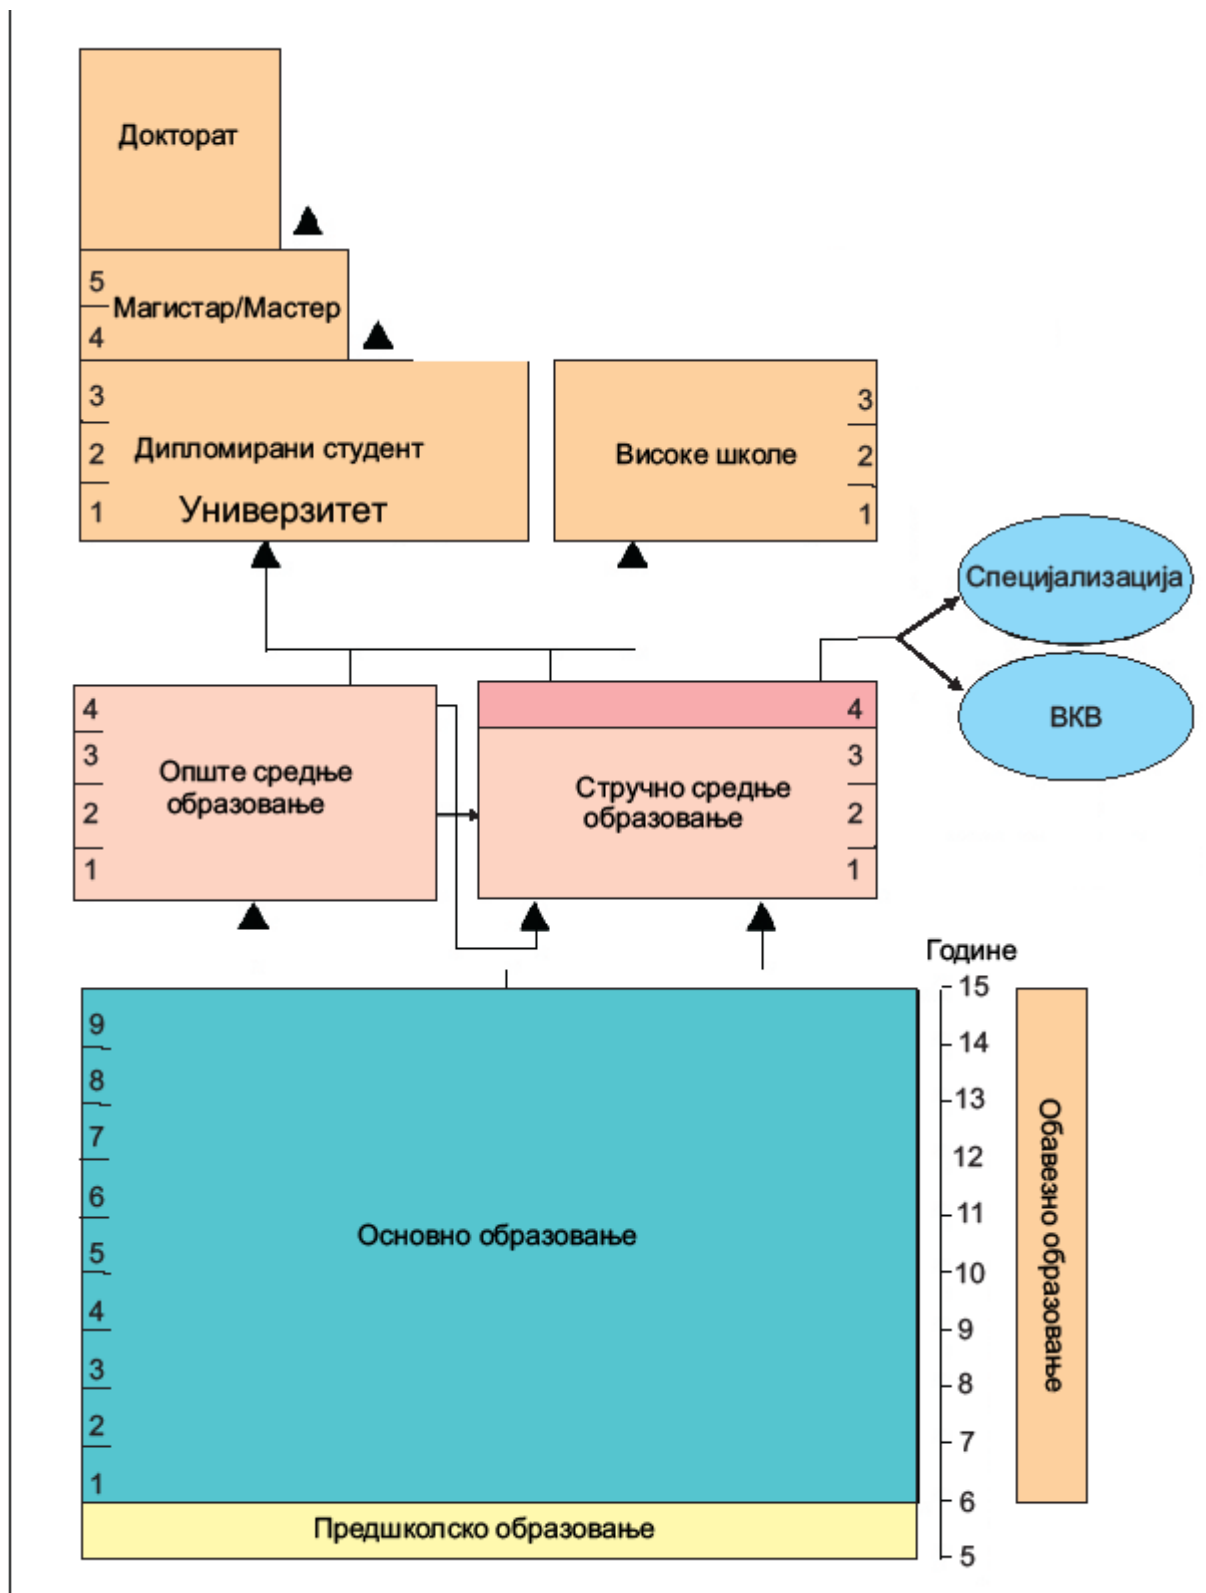 Докторат
5
Магистар/Мастер
4
3
2
Дипломирани студент
1
Универзитет
3
Високе школе
2
1
Специјализација
ВКВ
4
3
2
1
Опште средње
образовање
4
3
2
1
Стручно средње
образовање
Године
15
14
13
12
11
10
9
8
7
6
5
Обавезно образовање
9
8
7
6
5
4
3
2
1
Основно образовање
Предшколско образовање